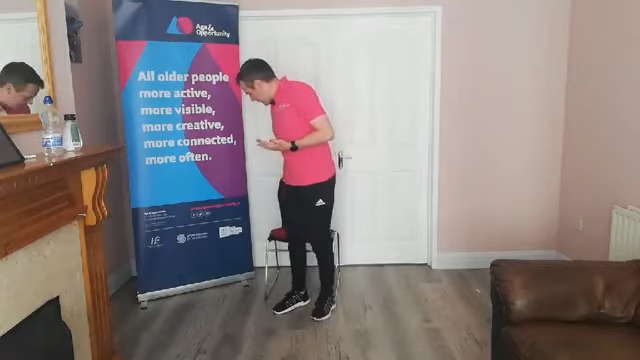 Age &
Opportunity
All older people
more active,
more visible,
more creative,
more connected,
more often.